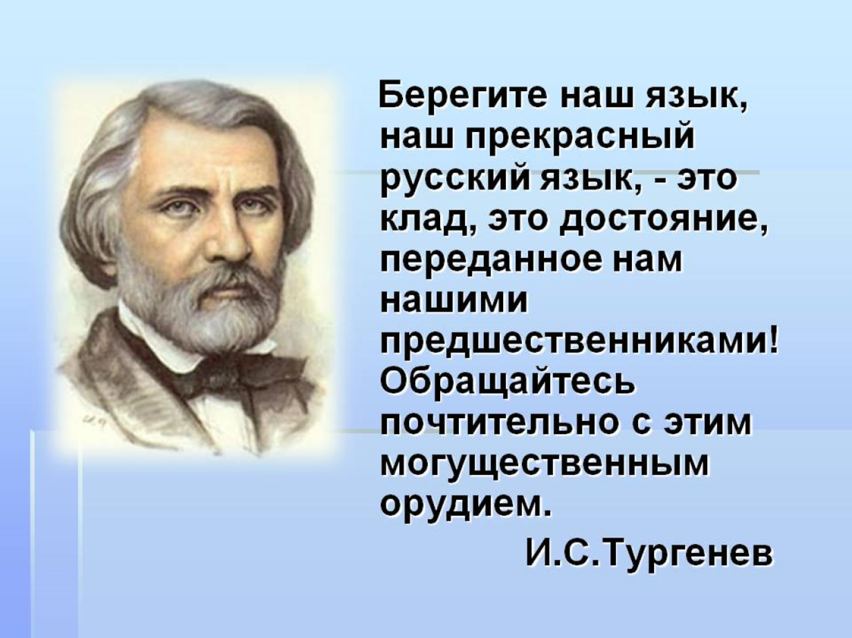 Берегите наш язык,
наш прекрасный
русский язык, - это
клад, это достояние,
переданное нам
нашими
предшественниками!
Обращайтесь
почтительно с этим
могущественным
орудием.
И.С.Тургенев